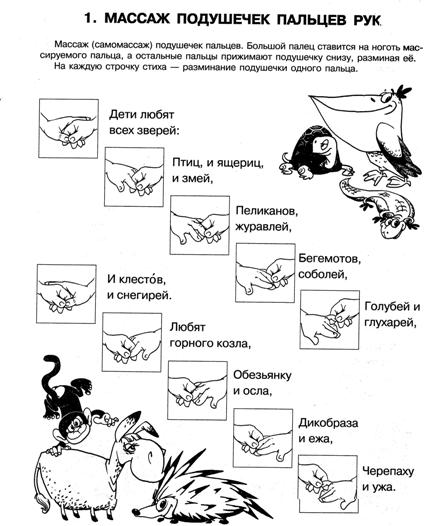 1. МАССАЖ ПОДУШЕЧЕК ПАЛЬЦЕВ РУК
Массаж (самомассаж) подушечек пальцев. Большой палец ставится на ноготь мас-
сируемого пальца, а остальные пальцы прижимают подушечку снизу, разминая её.
На каждую строчку стиха — разминание подушечки одного пальца.
Дети любят
всех зверей:
Птиц, и ящериц,
и змей,
Пеликанов,
журавлей,
Бегемотов,
соболей,
Голубей и
глухарей,
И клесто́в,
и снегирей.
Любят
горного козла,
Обезьянку
и осла,
Дикобраза
и ежа,
Черепаху
и ужа.